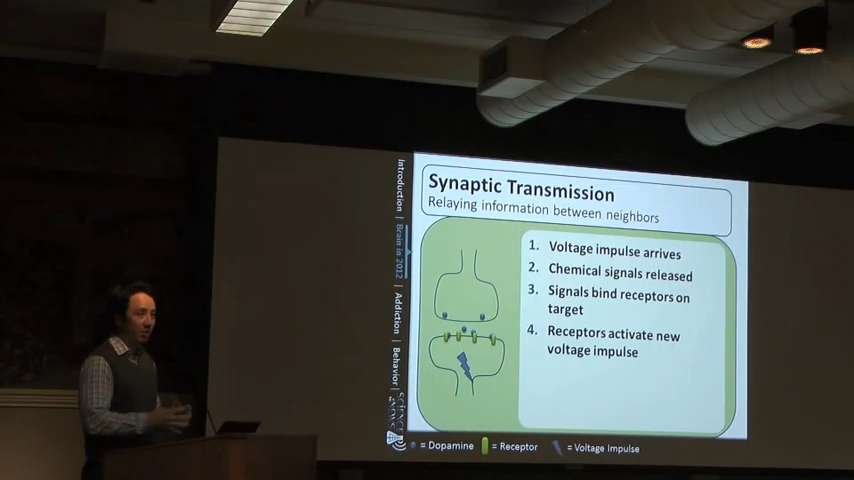 Synaptic Transmission
Relaying information between neighbors
1. Voltage impulse arrives
2. Chemical signals released
3. Signals bind receptors on
target
4. Receptors activate new
voltage impulse
Introduction | Brain in 2012 | Addiction | Behavior |
= Dopamine = Receptor = Voltage Impulse